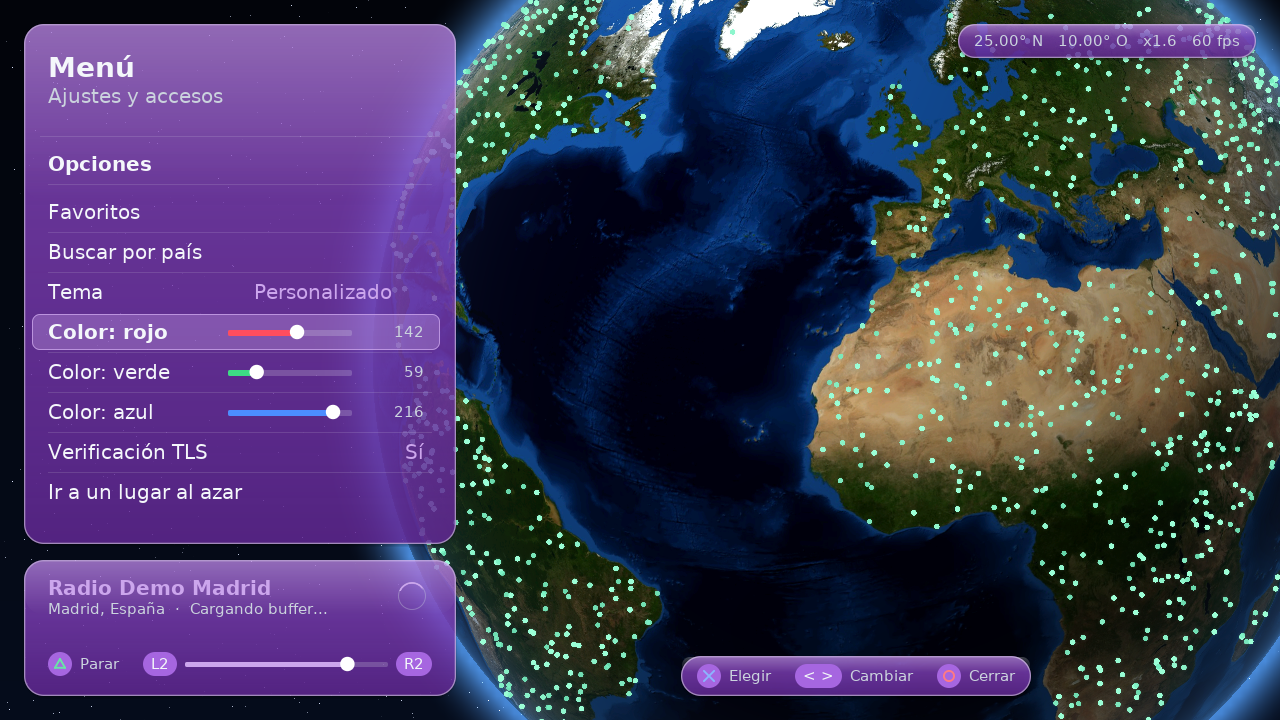 Menú
Ajustes y accesos
Opciones
Favoritos
Buscar por país
Tema Personalizado
Color: rojo 142
Color: verde 59
Color: azul 216
Verificación TLS Sí
Ir a un lugar al azar
Radio Demo Madrid
Madrid, España · Cargando buffer...
Parar L2 R2
25.00° N 10.00° O x1.6 60 fps
Elegir < > Cambiar Cerrar